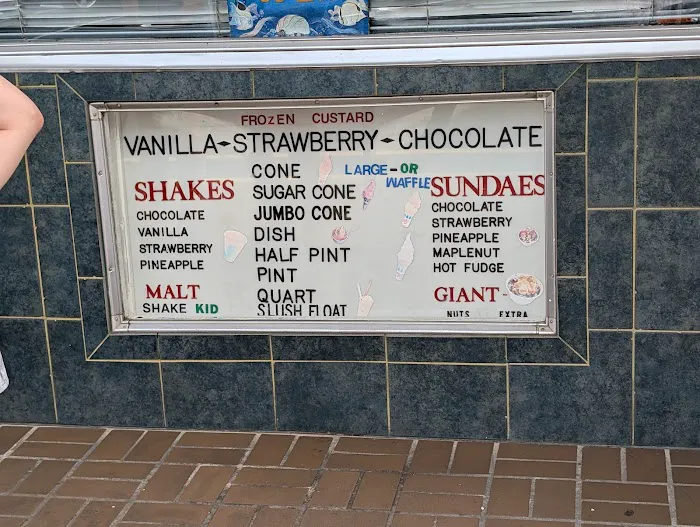 FROZEN CUSTARD
VANILLA-STRAWBERRY-CHOCOLATE
SHAKES
CHOCOLATE
VANILLA
STRAWBERRY
PINEAPPLE
MALT
SHAKE KID
CONE
SUGAR CONE
JUMBO CONE
DISH
HALF PINT
PINT
QUART
SLUSH FLOAT
LARGE-OR
WAFFLE
SUNDAES
CHOCOLATE
STRAWBERRY
PINEAPPLE
MAPLENUT
HOT FUDGE
GIANT-
NUTS EXTRA